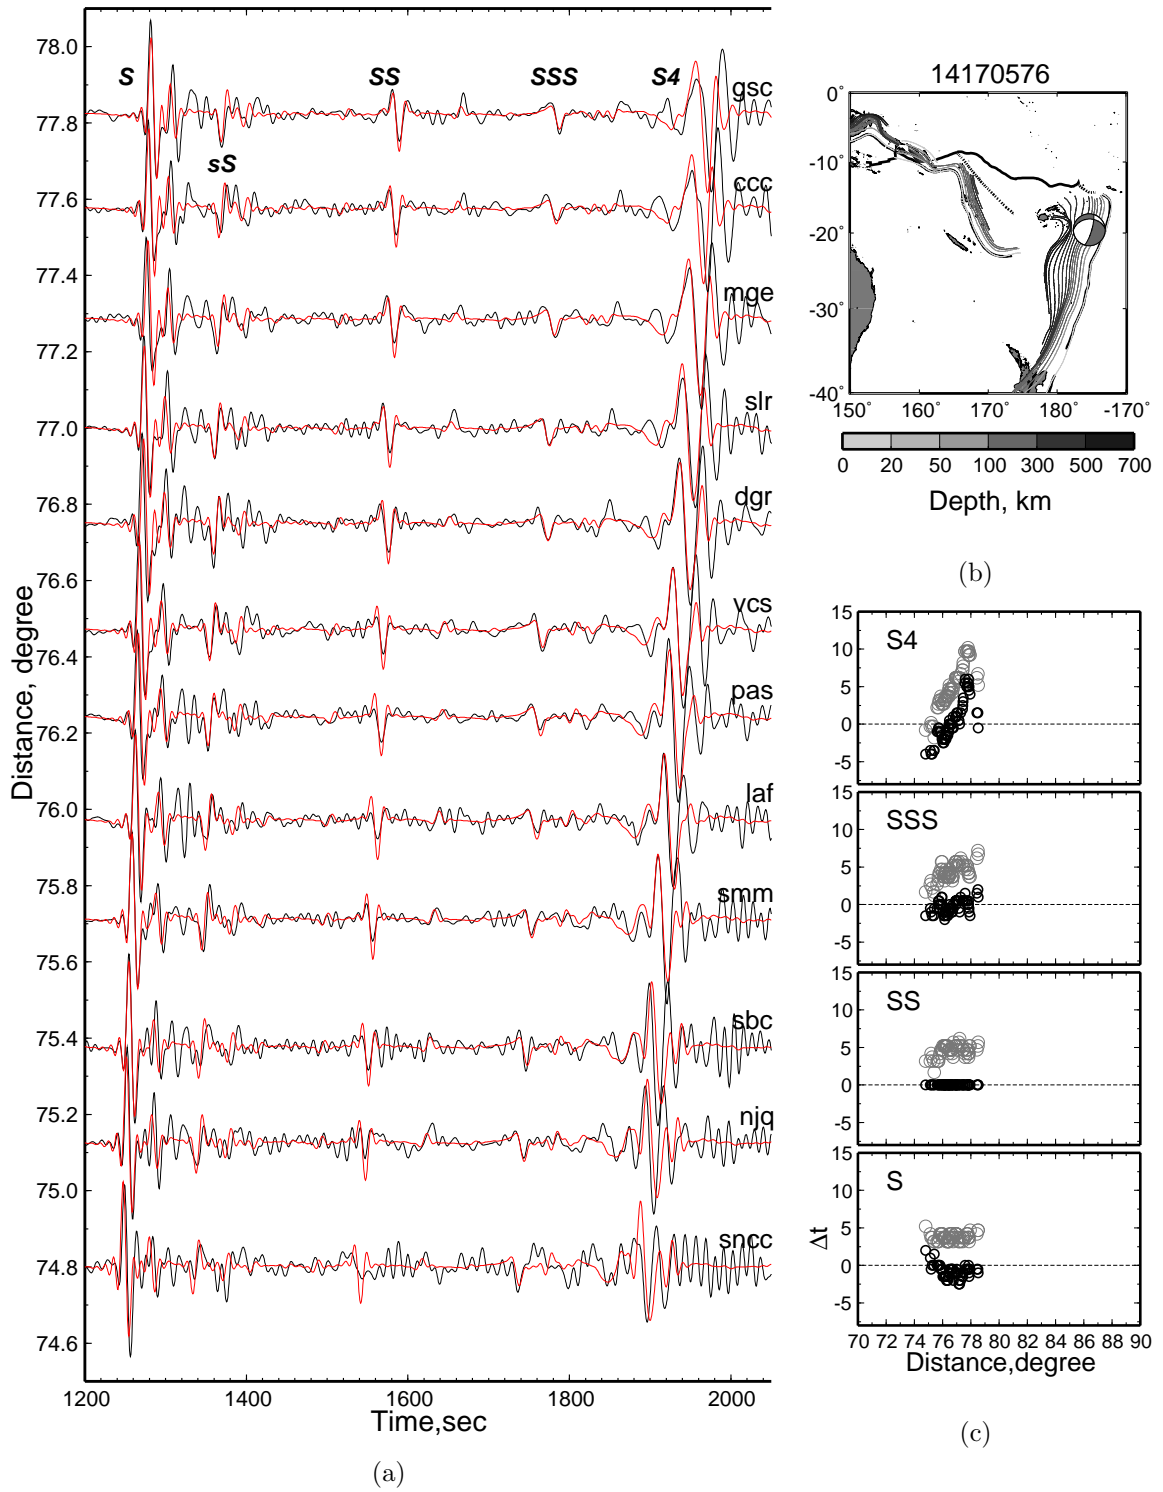 S
SS
SSS
S4
sS
gsc
ccc
mge
slr
dgr
vcs
pas
laf
smm
sbc
njq
sncc
78.0
77.8
77.6
77.4
77.2
77.0
76.8
76.6
76.4
76.2
76.0
75.8
75.6
75.4
75.2
75.0
74.8
74.6
Distance, degree
1200 1400 1600 1800 2000
Time,sec
(a)
14170576
0°
-10°
-20°
-30°
-40°
150° 160° 170° 180° -170°
0 20 50 100 300 500 700
Depth, km
(b)
S4
15
10
5
0
-5
SSS
15
10
5
0
-5
SS
15
10
5
0
-5
S
15
10
5
0
-5
Δt
70 72 74 76 78 80 82 84 86 88 90
Distance,degree
(c)